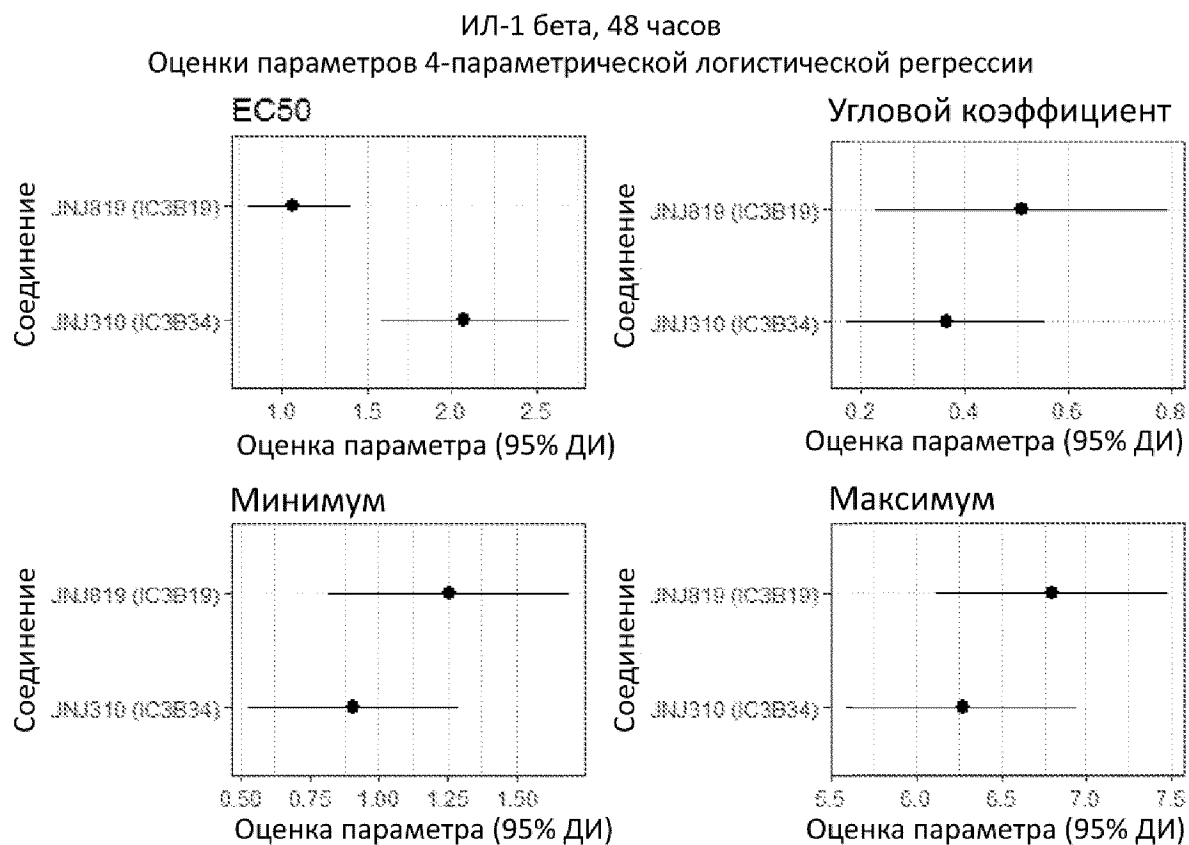 ИЛ-1 бета, 48 часов
Оценки параметров 4-параметрической логистической регрессии
EC50
Соединение
JNJ819 (IC3B19)
JNJ310 (IC3B34)
1.0 1.5 2.0 2.5
Оценка параметра (95% ДИ)
Угловой коэффициент
Соединение
JNJ819 (IC3B19)
JNJ310 (IC3B34)
0.2 0.4 0.6 0.8
Оценка параметра (95% ДИ)
Минимум
Соединение
JNJ819 (IC3B19)
JNJ310 (IC3B34)
0.50 0.75 1.00 1.25 1.50
Оценка параметра (95% ДИ)
Максимум
Соединение
JNJ819 (IC3B19)
JNJ310 (IC3B34)
5.5 6.0 6.5 7.0 7.5
Оценка параметра (95% ДИ)